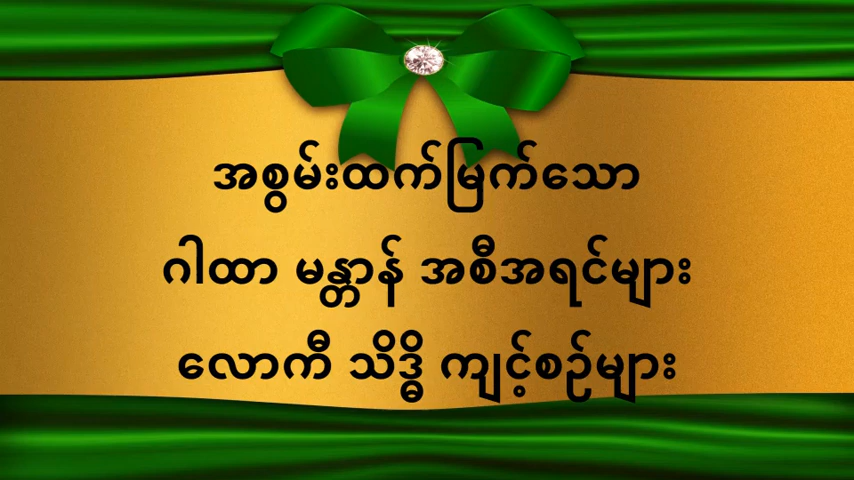 အစွမ်းထက်မြက်သော
ဂါထာ မန္တာန် အစီအရင်များ
လောကီ သိဒ္ဓိ ကျင့်စဉ်များ